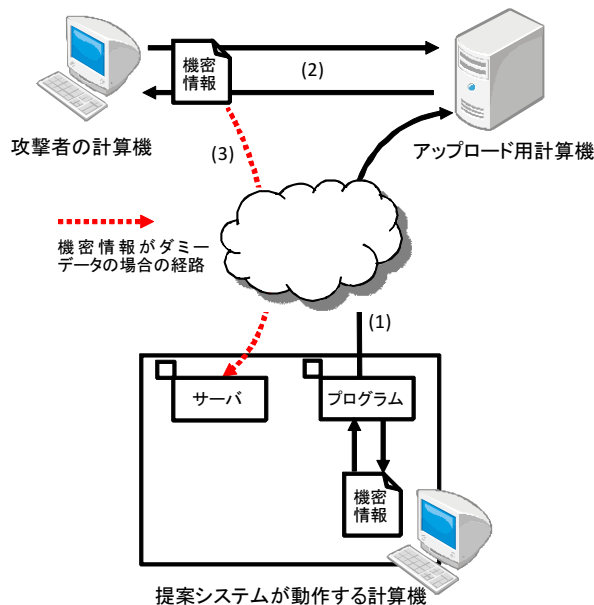 機密
情報
(2)
攻撃者の計算機
アップロード用計算機
(3)
機密情報がダミー
データの場合の経路
(1)
サーバ
プログラム
機密
情報
提案システムが動作する計算機